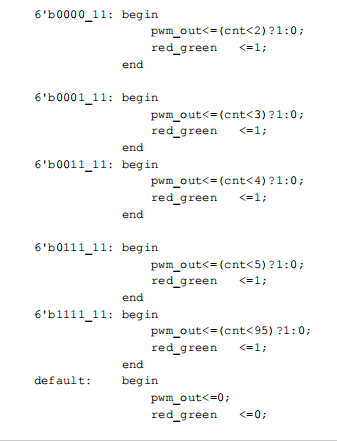 6'b0000_11: begin
pwm_out<=(cnt<2)?1:0;
red_green <=1;
end
6'b0001_11: begin
pwm_out<=(cnt<3)?1:0;
red_green <=1;
end
6'b0011_11: begin
pwm_out<=(cnt<4)?1:0;
red_green <=1;
end
6'b0111_11: begin
pwm_out<=(cnt<5)?1:0;
red_green <=1;
end
6'b1111_11: begin
pwm_out<=(cnt<95)?1:0;
red_green <=1;
end
default: begin
pwm_out<=0;
red_green <=0;